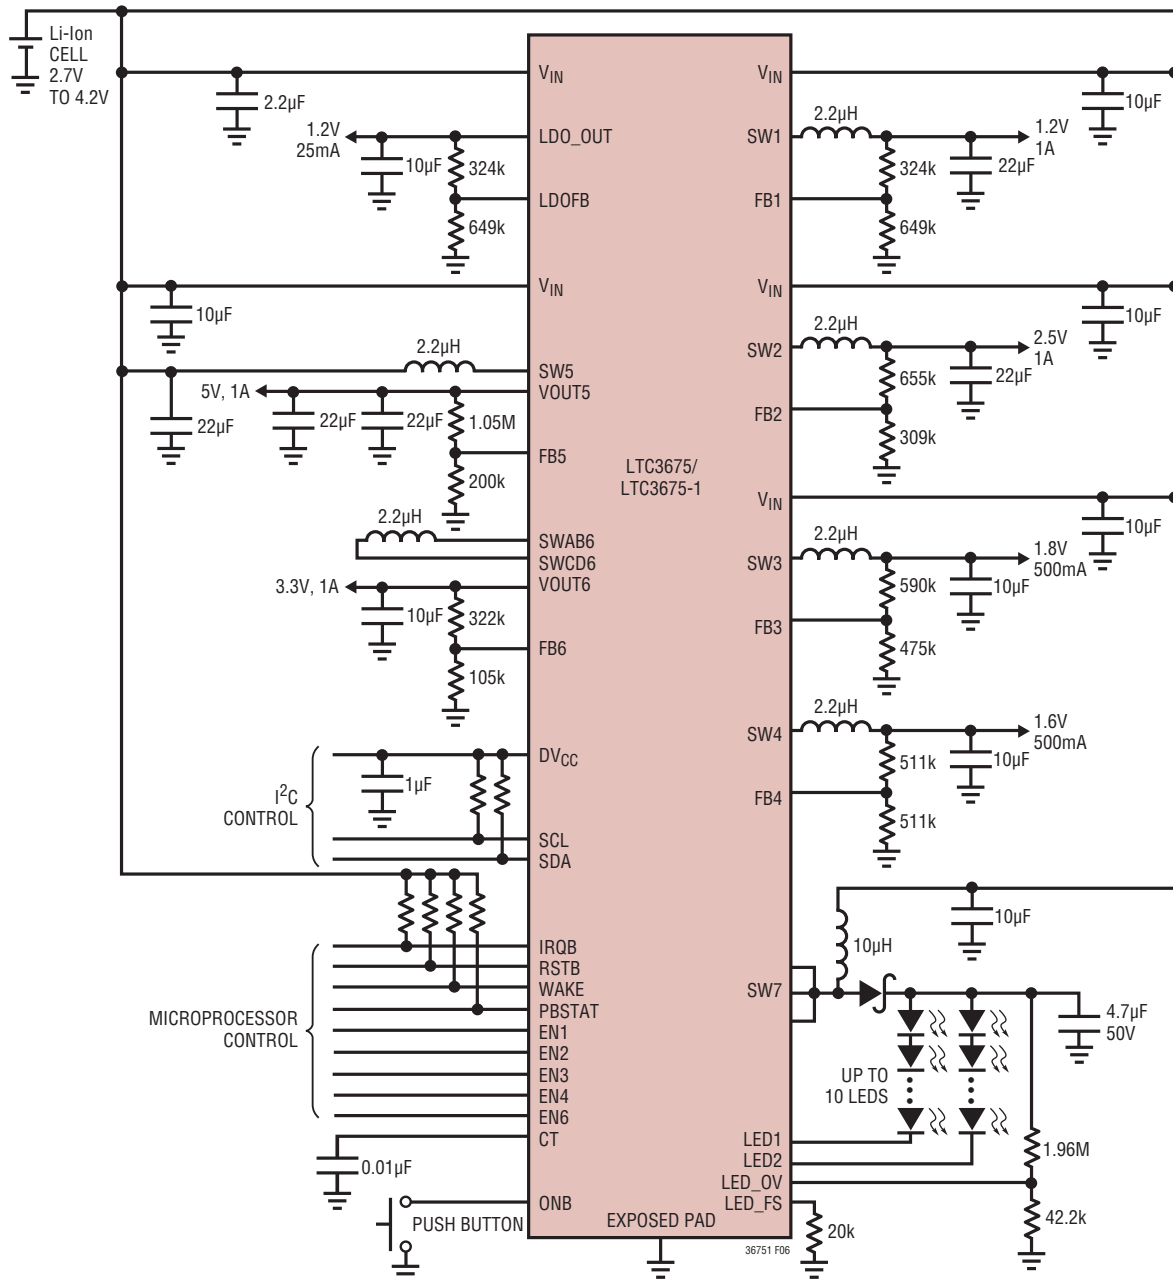 Li-Ion
CELL
2.7V
TO 4.2V
2.2µF
1.2V
25mA
10µF
324k
649k
10µF
2.2µH
5V, 1A
22µF
22µF
22µF
1.05M
200k
2.2µH
3.3V, 1A
10µF
322k
105k
I2C
CONTROL
1µF
MICROPROCESSOR
CONTROL
0.01µF
PUSH BUTTON
VIN
LDO_OUT
LDOFB
VIN
SW5
VOUT5
FB5
SWAB6
SWCD6
VOUT6
FB6
DVCC
SCL
SDA
IRQB
RSTB
WAKE
PBSTAT
EN1
EN2
EN3
EN4
EN6
CT
ONB
LTC3675/
LTC3675-1
EXPOSED PAD
VIN
SW1
FB1
VIN
SW2
FB2
VIN
SW3
FB3
SW4
FB4
SW7
LED1
LED2
LED_OV
LED_FS
36751 F06
10µF
2.2µH
1.2V
1A
324k
22µF
649k
10µF
2.2µH
2.5V
1A
655k
22µF
309k
10µF
2.2µH
1.8V
500mA
590k
10µF
475k
2.2µH
1.6V
500mA
511k
10µF
511k
10µF
10µH
4.7µF
50V
UP TO
10 LEDS
1.96M
42.2k
20k